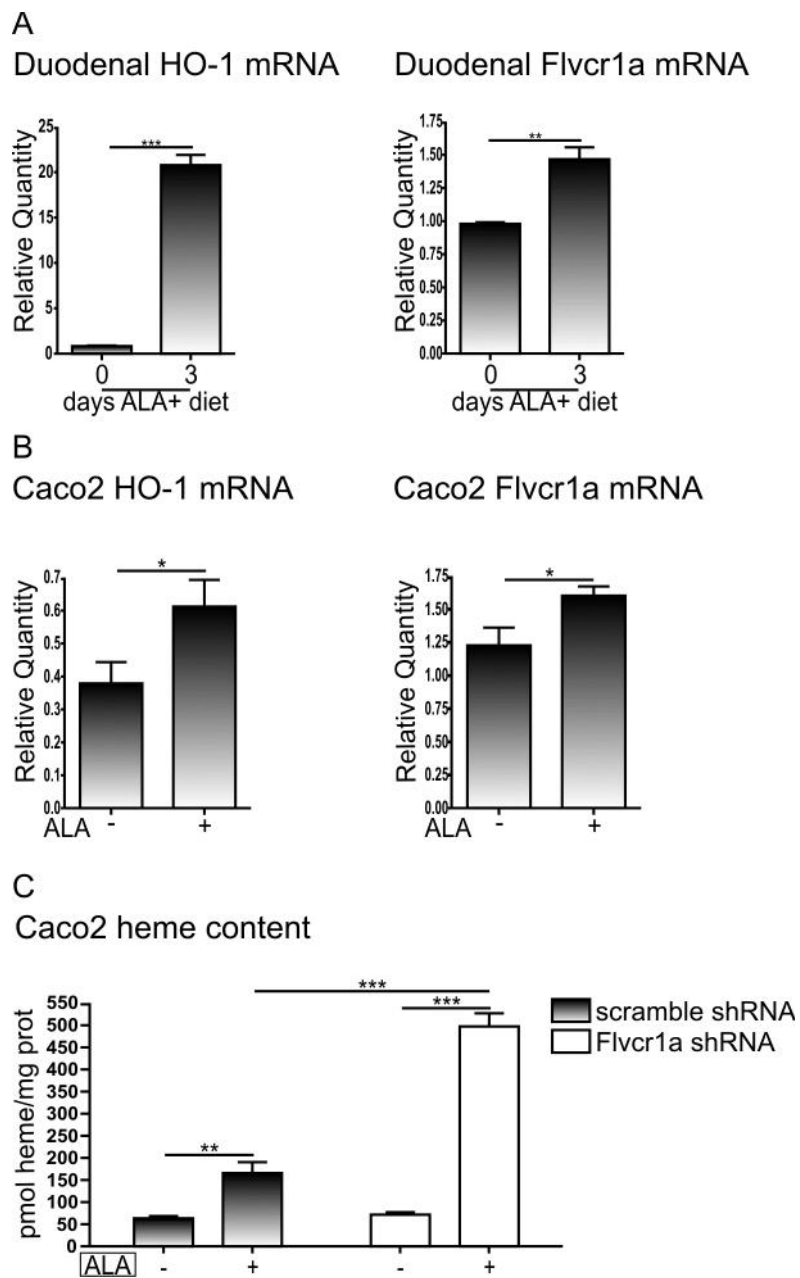 A
Duodenal HO-1 mRNA
Duodenal Flvcr1a mRNA
Relative Quantity
25
20
15
10
5
0
***
0 3
days ALA+ diet
Relative Quantity
1.75
1.50
1.25
1.00
0.75
0.50
0.25
0.00
**
0 3
days ALA+ diet
B
Caco2 HO-1 mRNA
Caco2 Flvcr1a mRNA
Relative Quantity
0.7
0.6
0.5
0.4
0.3
0.2
0.1
0.0
*
ALA - +
Relative Quantity
1.75
1.50
1.25
1.00
0.75
0.50
0.25
0.00
*
ALA - +
C
Caco2 heme content
pmol heme/mg prot
550
500
450
400
350
300
250
200
150
100
50
0
**
***
***
scramble shRNA
Flvcr1a shRNA
ALA - + - +